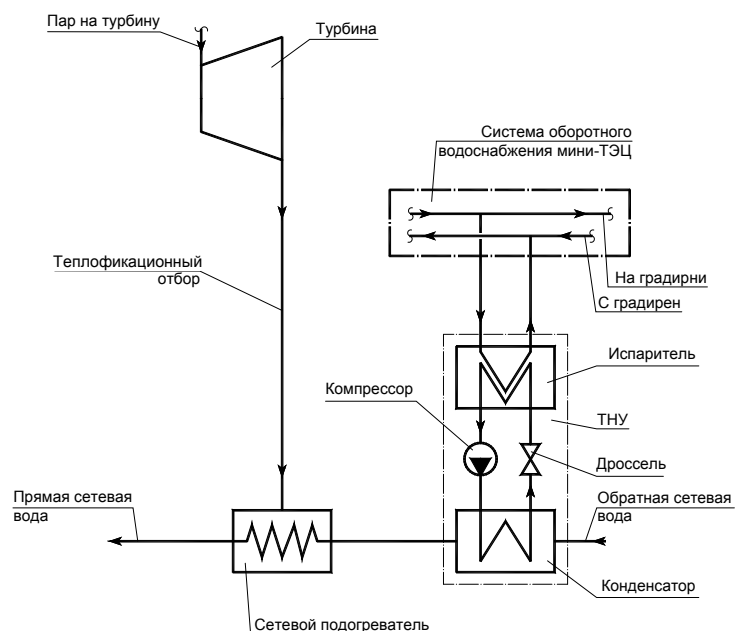 Пар на турбину
Турбина
Система оборотного
водоснабжения мини-ТЭЦ
Теплофикационный
отбор
На градирни
С градирен
Испаритель
Компрессор
ТНУ
Дроссель
Прямая сетевая
вода
Обратная сетевая
вода
Конденсатор
Сетевой подогреватель